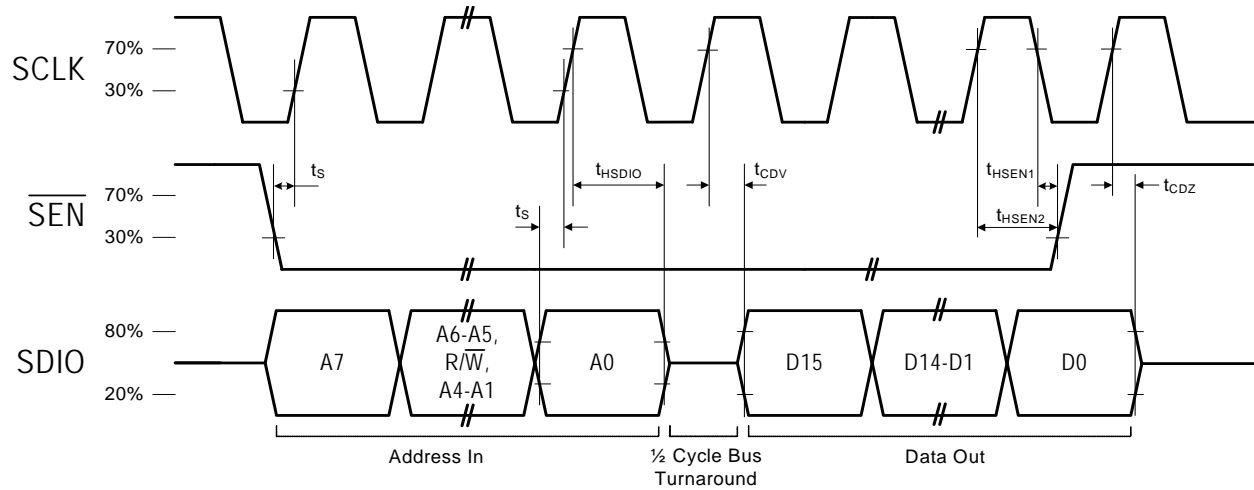 SCLK
70%
30%
SEN
70%
30%
tS
tHSDIO
tCDV
tHSEN1
tHSEN2
tCDZ
tS
SDIO
80%
20%
A7
A6-A5,
R/W,
A4-A1
A0
D15
D14-D1
D0
Address In
½ Cycle Bus
Turnaround
Data Out